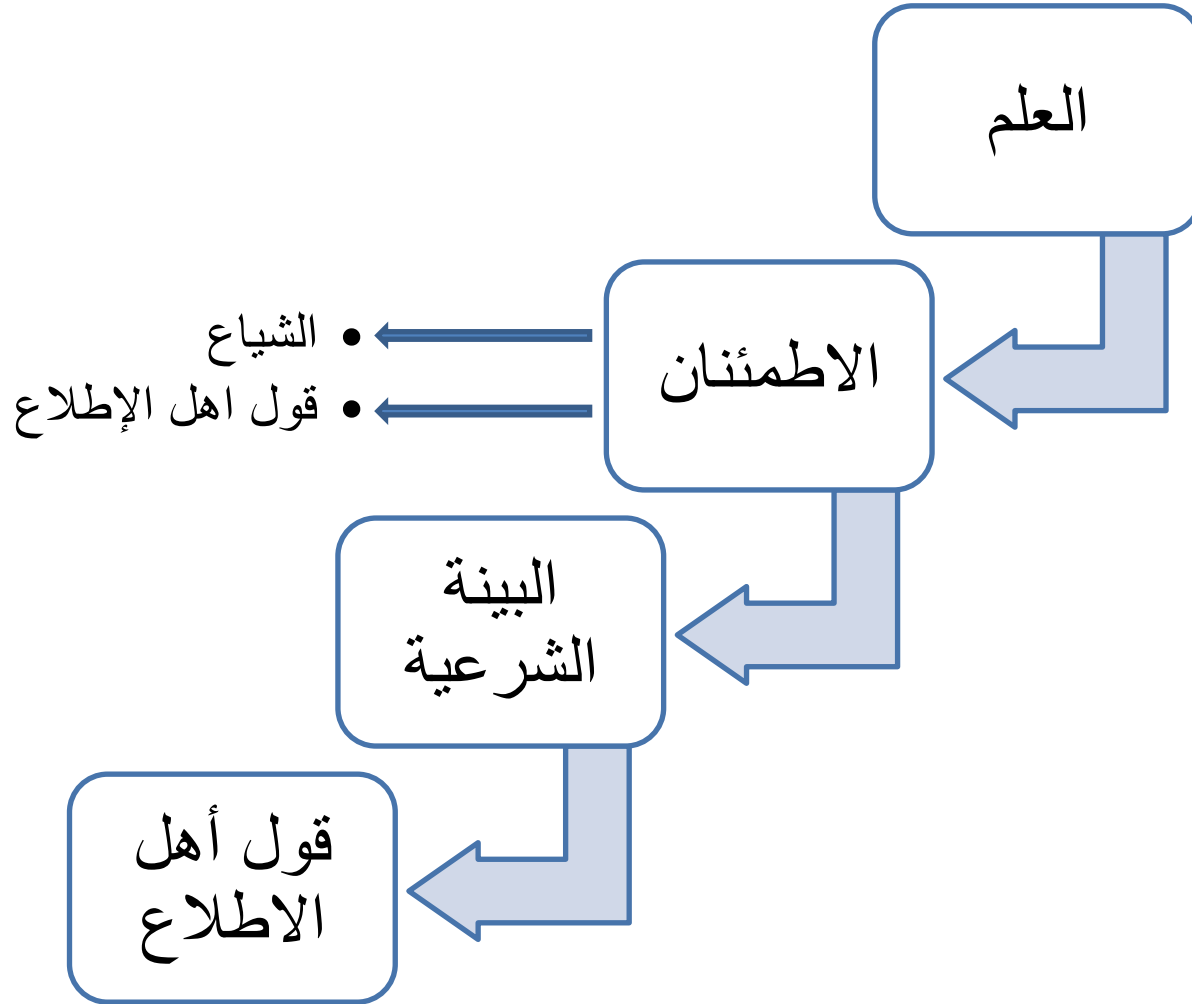 العلم
الاطمئنان
• الشياع
• قول اهل الإطلاع
البينة
الشرعية
قول أهل
الاطلاع